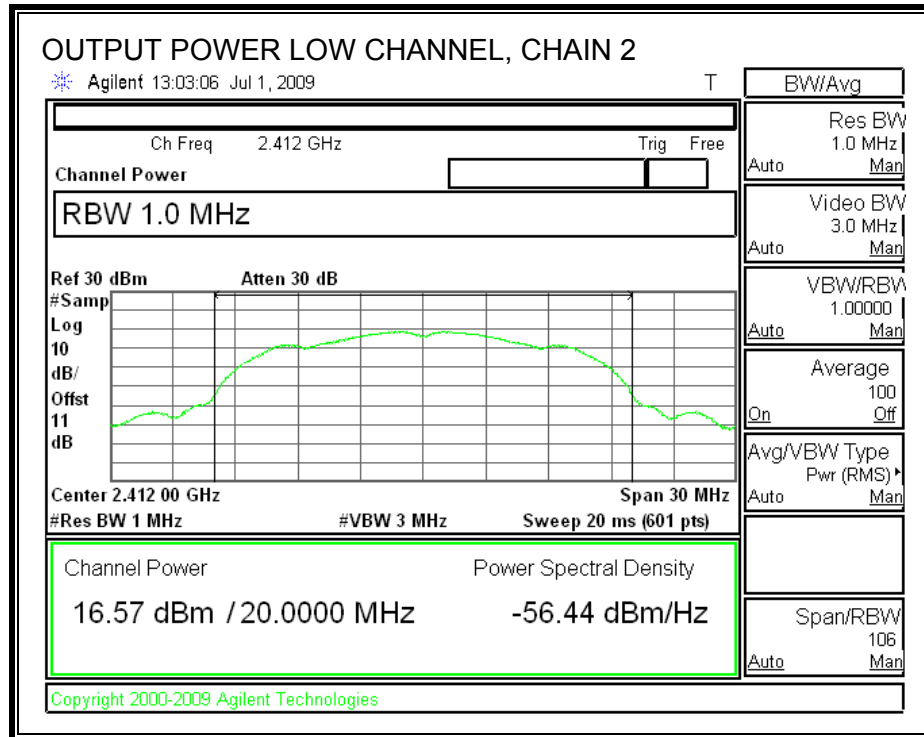 OUTPUT POWER LOW CHANNEL, CHAIN 2
Agilent 13:03:06 Jul 1, 2009 T
Ch Freq 2.412 GHz Trig Free
Channel Power
RBW 1.0 MHz
Ref 30 dBm Atten 30 dB
#Samp
Log
10
dB/
Offst
11
dB
Center 2.412 00 GHz Span 30 MHz
#Res BW 1 MHz #VBW 3 MHz Sweep 20 ms (601 pts)
Channel Power Power Spectral Density
16.57 dBm / 20.0000 MHz -56.44 dBm/Hz
Copyright 2000-2009 Agilent Technologies
BW/Avg
Res BW
1.0 MHz
Auto Man
Video BW
3.0 MHz
Auto Man
VBW/RBW
1.00000
Auto Man
Average
100
On Off
Avg/VBW Type
Pwr (RMS)
Auto Man
Span/RBW
106
Auto Man